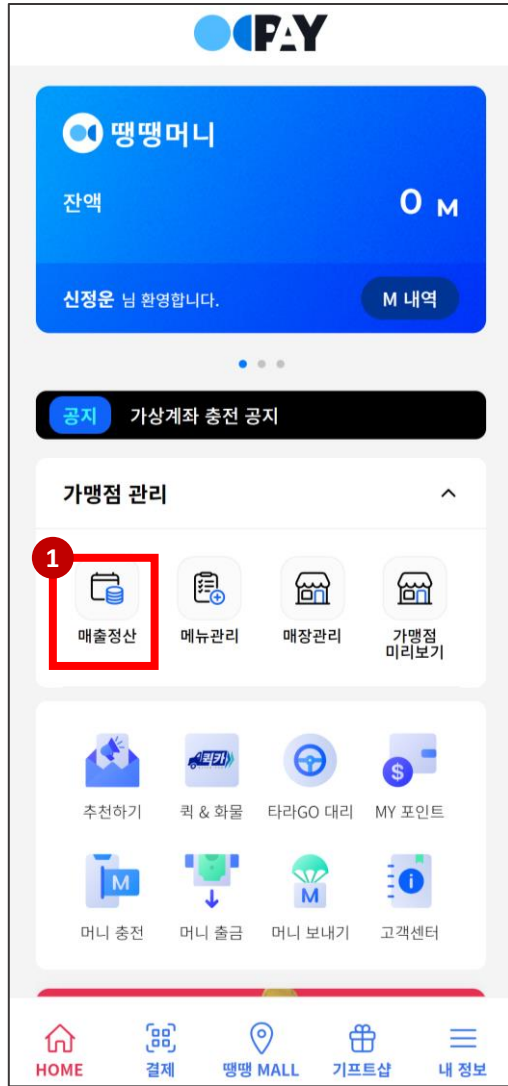 PAY
땡땡머니
잔액
0 M
신정운 님 환영합니다.
M 내역
공지 가상계좌 충전 공지
가맹점 관리
1
매출정산 메뉴관리 매장관리 가맹점
미리보기
퀵카
$
추천하기 퀵 & 화물 타라GO 대리 MY 포인트
M M i
머니 충전 머니 출금 머니 보내기 고객센터
HOME 결제 땡땡 MALL 기프트샵 내 정보